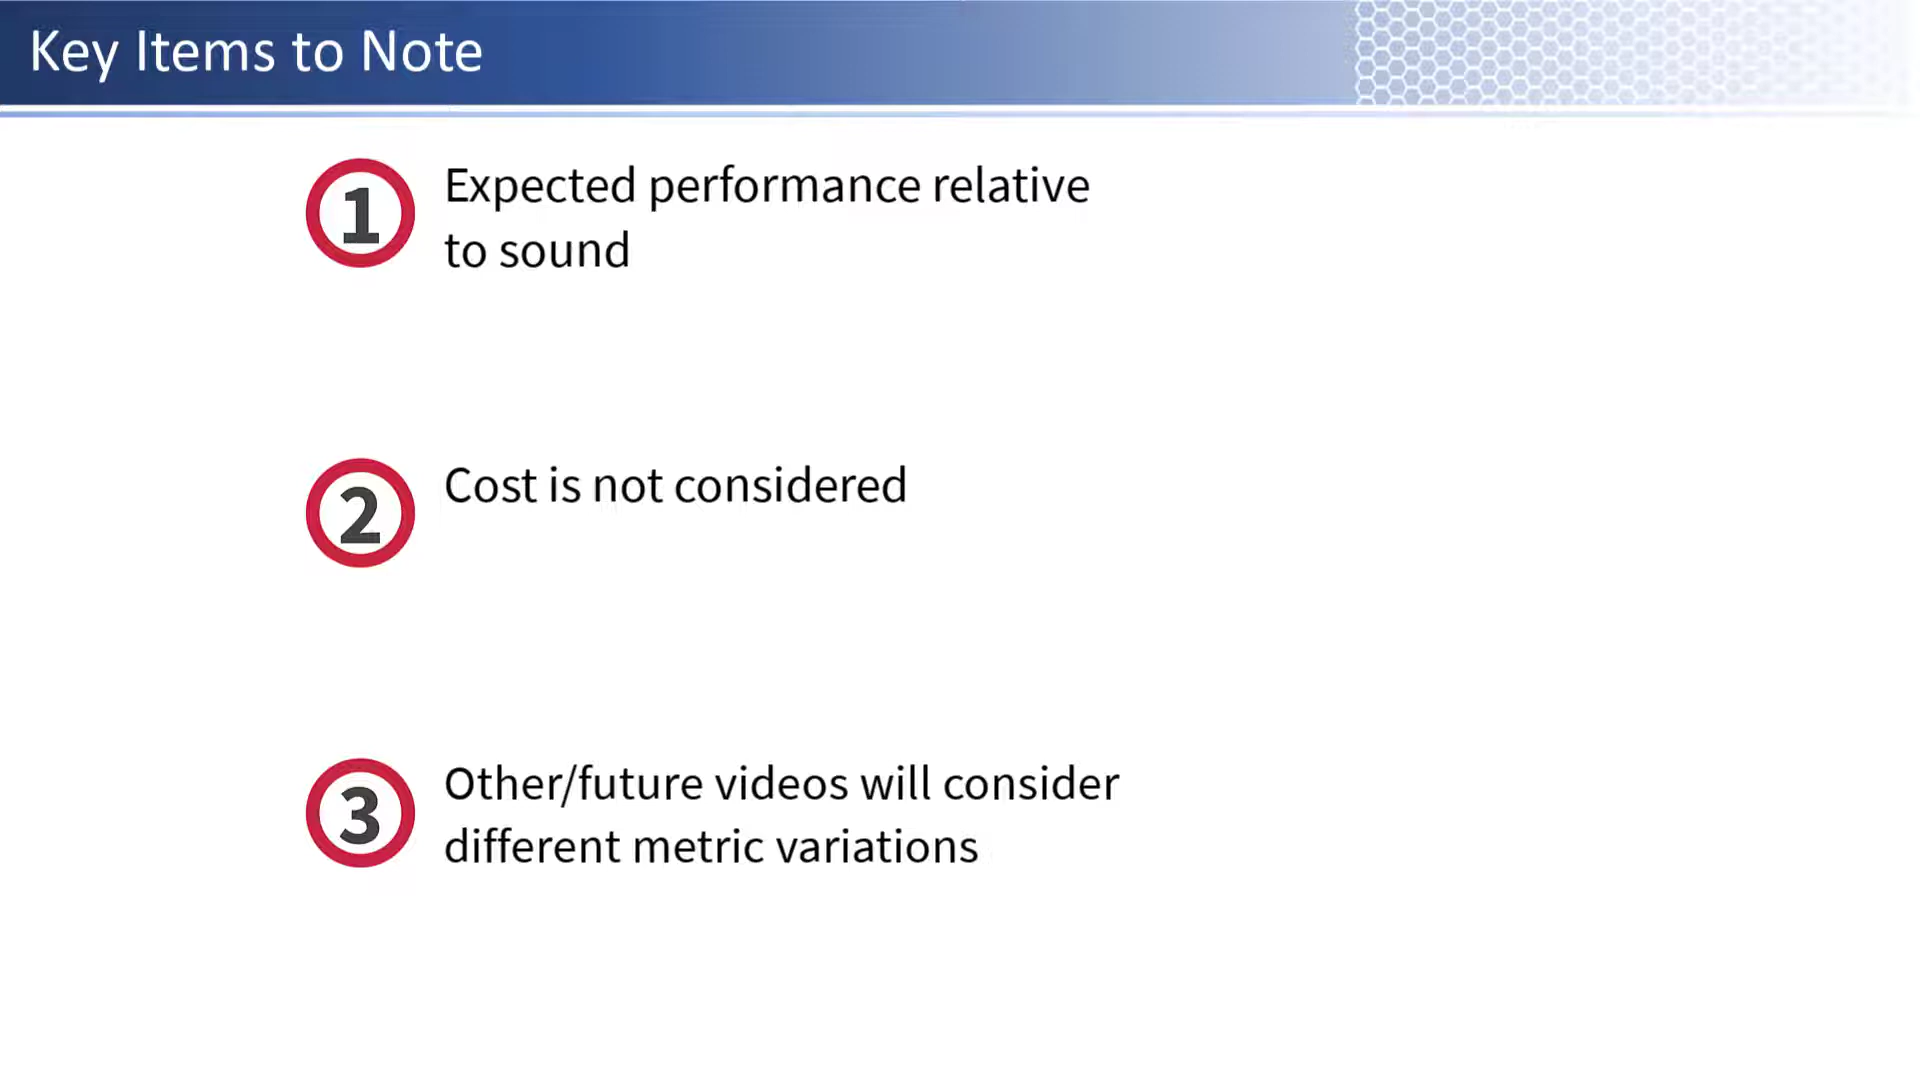 Key Items to Note
1
Expected performance relative
to sound
2
Cost is not considered
3
Other/future videos will consider
different metric variations